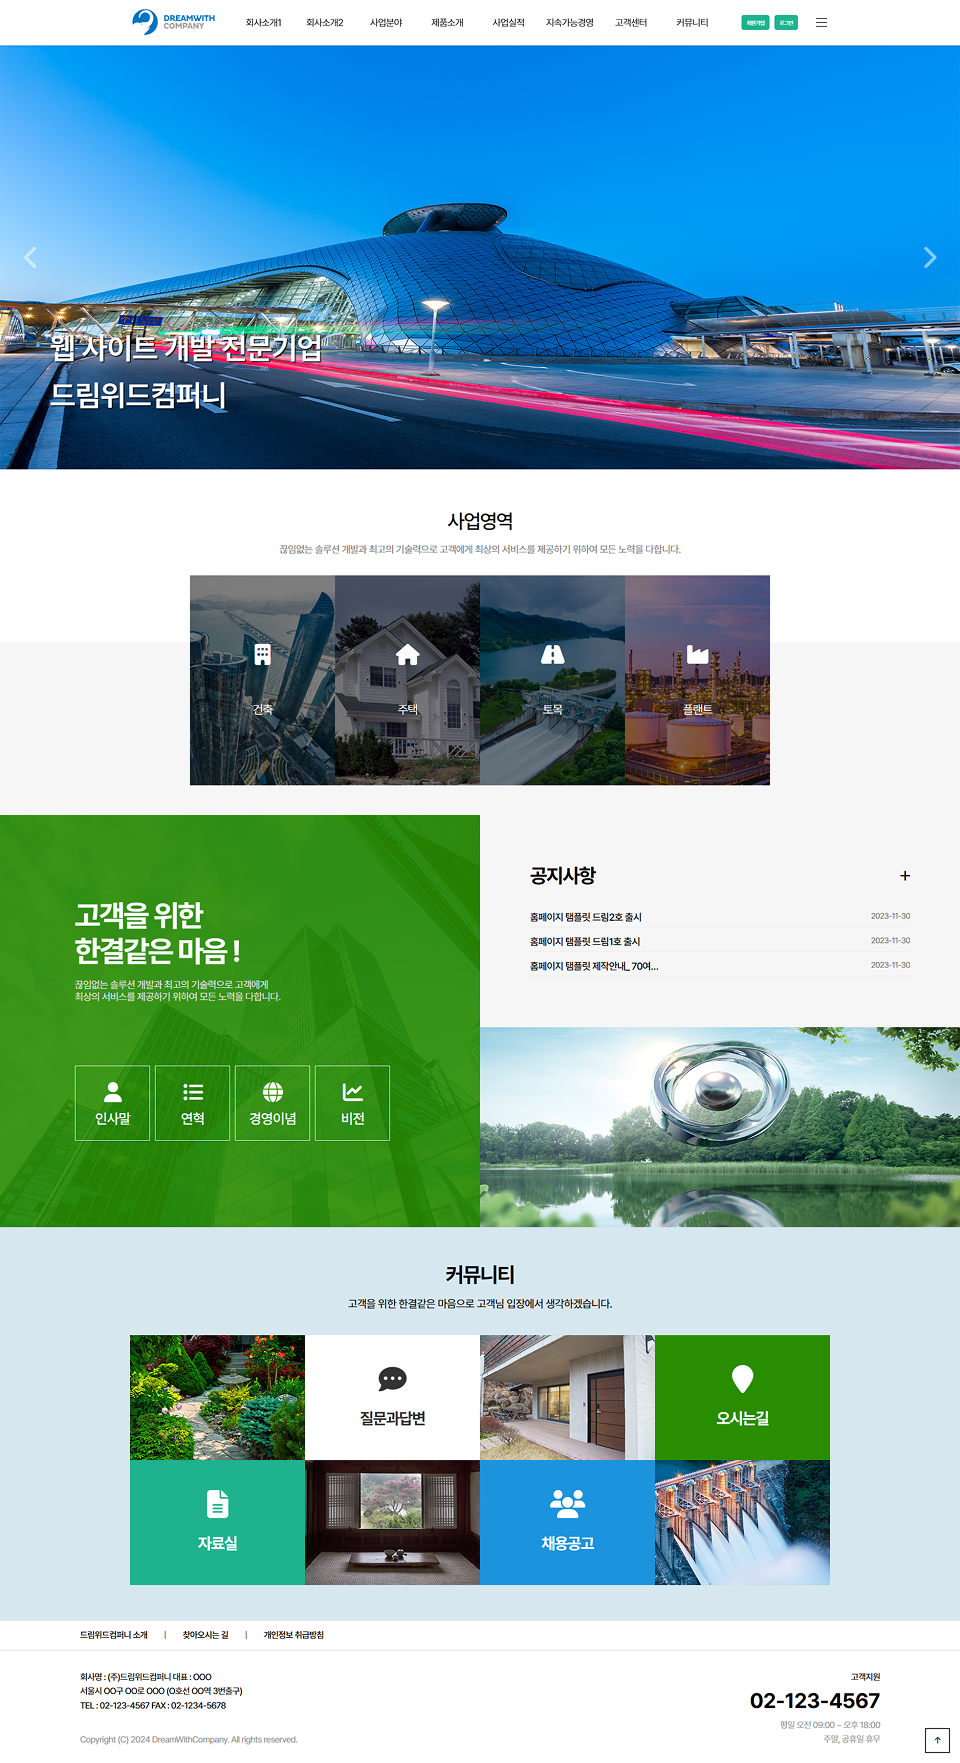 DREAMWITH
COMPANY
회사소개1
회사소개2
사업분야
제품소개
사업실적
지속가능경영
고객센터
커뮤니티
회원가입
로그인
웹 사이트 개발 전문기업
드림위드컴퍼니
사업영역
끊임없는 솔루션 개발과 최고의 기술력으로 고객에게 최상의 서비스를 제공하기 위하여 모든 노력을 다합니다.
건축
주택
토목
플랜트
고객을 위한
한결같은 마음 !
끊임없는 솔루션 개발과 최고의 기술력으로 고객에게
최상의 서비스를 제공하기 위하여 모든 노력을 다합니다.
인사말
연혁
경영이념
비전
공지사항
+
홈페이지 탬플릿 드림2호 출시 2023-11-30
홈페이지 탬플릿 드림1호 출시 2023-11-30
홈페이지 탬플릿 제작안내_ 70여... 2023-11-30
커뮤니티
고객을 위한 한결같은 마음으로 고객님 입장에서 생각하겠습니다.
질문과답변
오시는길
자료실
채용공고
드림위드컴퍼니 소개 | 찾아오시는 길 | 개인정보 취급방침
회사명 : (주)드림위드컴퍼니 대표 : OOO
서울시 OO구 OO로 OOO (O호선 OO역 3번출구)
TEL : 02-123-4567 FAX : 02-1234-5678
Copyright (C) 2024 DreamWithCompany. All rights reserved.
고객지원
02-123-4567
평일 오전 09:00 ~ 오후 18:00
주말, 공휴일 휴무